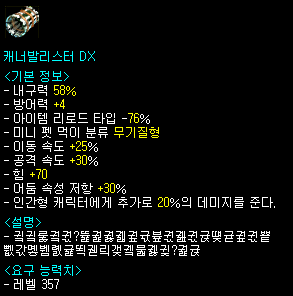 캐너발리스터 DX
<기본 정보>
- 내구력 58%
- 방어력 +4
- 아이템 리로드 타입 -76%
- 미니 펫 먹이 분류 무기질형
- 이동 속도 +25%
- 공격 속도 +30%
- 힘 +70
- 어둠 속성 저항 +30%
- 인간형 캐릭터에게 추가로 20%의 데미지를 준다.
<설명>
<요구 능력치>
- 레벨 357